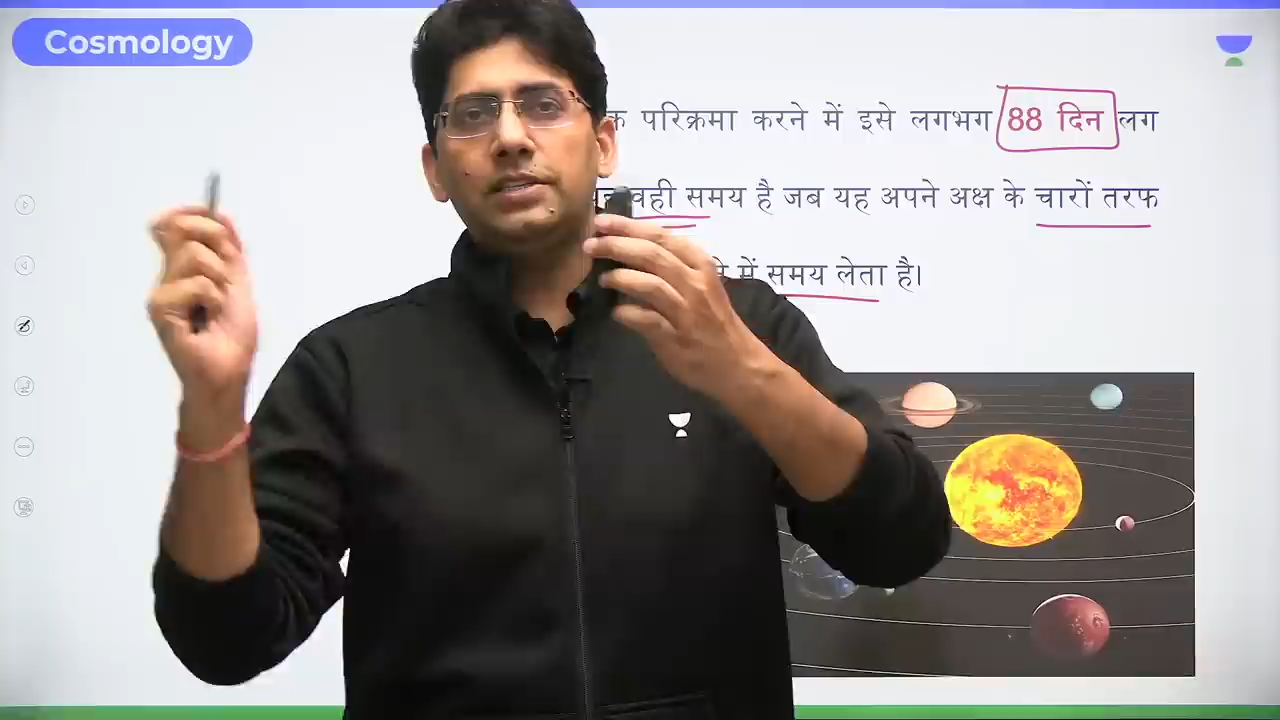 Cosmology
परिक्रमा करने में इसे लगभग 88 दिन लग
वही समय है जब यह अपने अक्ष के चारों तरफ
में समय लेता है।